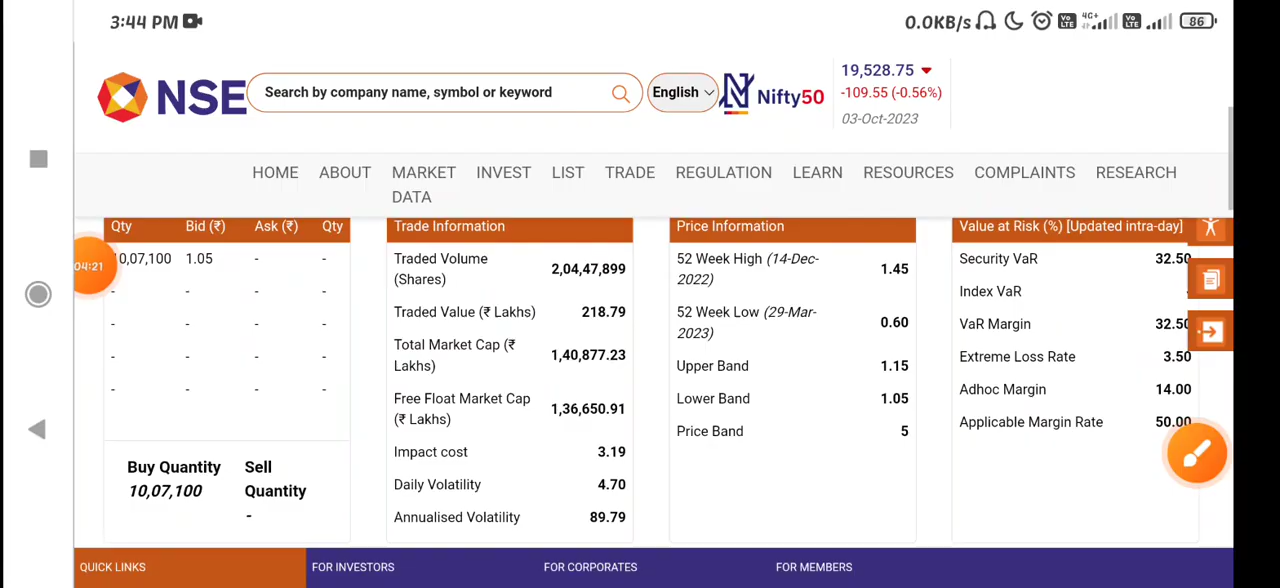 3:44 PM
0.0KB/s 4G+ Vo LTE Vo LTE 86
NSE
Search by company name, symbol or keyword
English
Nifty50
19,528.75
-109.55 (-0.56%)
03-Oct-2023
HOME ABOUT MARKET DATA INVEST LIST TRADE REGULATION LEARN RESOURCES COMPLAINTS RESEARCH
04:21
Qty Bid (₹) Ask (₹) Qty
10,07,100 1.05 - -
- - - -
- - - -
- - - -
- - - -
Buy Quantity Sell Quantity
10,07,100 -
Trade Information
Traded Volume (Shares) 2,04,47,899
Traded Value (₹ Lakhs) 218.79
Total Market Cap (₹ Lakhs) 1,40,877.23
Free Float Market Cap (₹ Lakhs) 1,36,650.91
Impact cost 3.19
Daily Volatility 4.70
Annualised Volatility 89.79
Price Information
52 Week High (14-Dec-2022) 1.45
52 Week Low (29-Mar-2023) 0.60
Upper Band 1.15
Lower Band 1.05
Price Band 5
Value at Risk (%) [Updated intra-day]
Security VaR 32.50
Index VaR
VaR Margin 32.50
Extreme Loss Rate 3.50
Adhoc Margin 14.00
Applicable Margin Rate 50.00
QUICK LINKS FOR INVESTORS FOR CORPORATES FOR MEMBERS